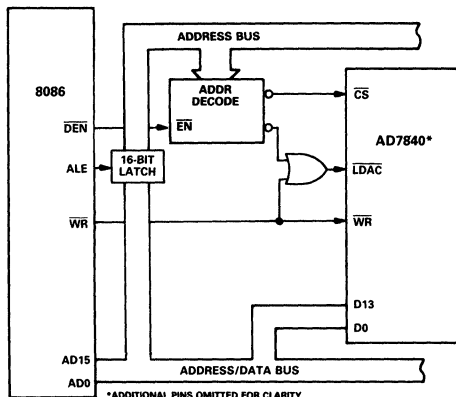 ADDRESS BUS
8086
ADDR
DECODE
CS
DEN
EN
AD7840*
ALE
16-BIT
LATCH
LDAC
WR
WR
D13
D0
AD15
ADDRESS/DATA BUS
AD0
*ADDITIONAL PINS OMITTED FOR CLARITY